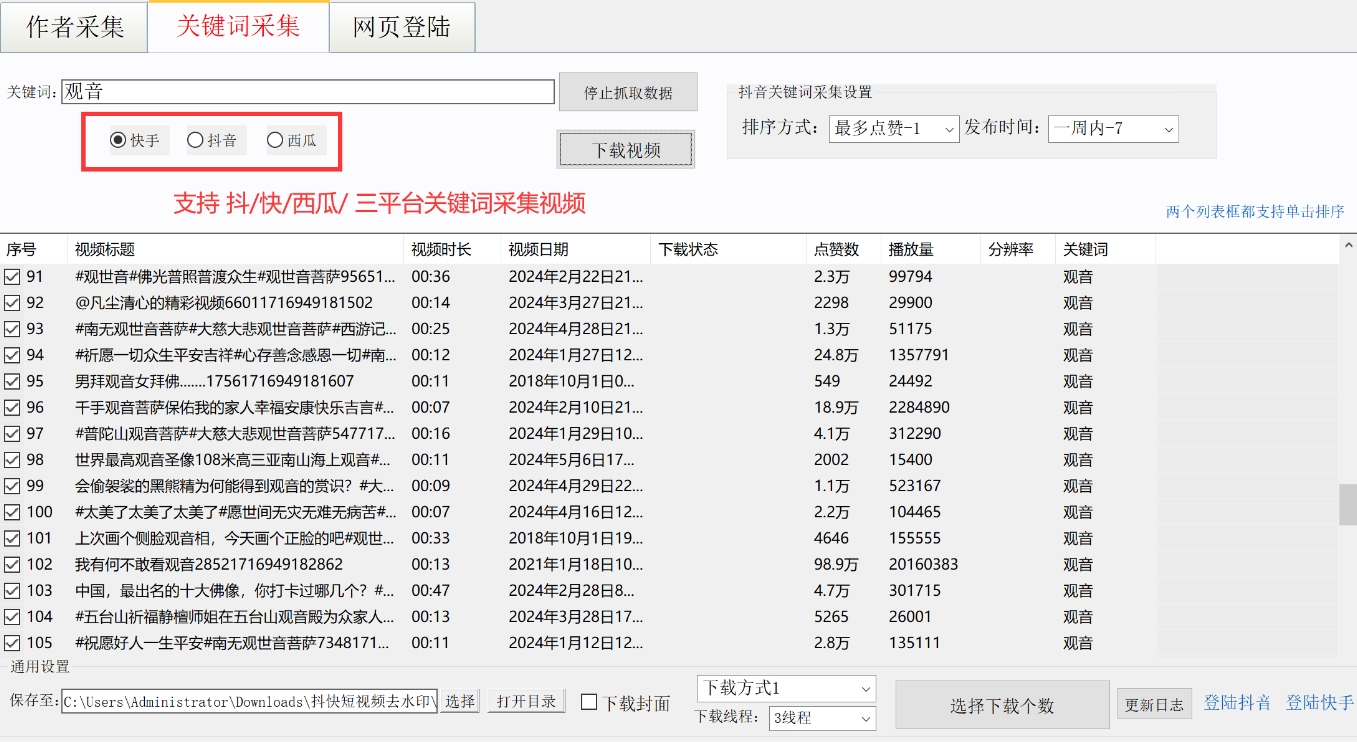 作者采集 关键词采集 网页登陆
关键词: 观音 停止抓取数据 抖音关键词采集设置
快手 抖音 西瓜 下载视频 排序方式: 最多点赞-1 发布时间: 一周内-7
支持 抖/快/西瓜/ 三平台关键词采集视频
两个列表框都支持单击排序
序号 视频标题 视频时长 视频日期 下载状态 点赞数 播放量 分辨率 关键词
91 #观世音#佛光普照普渡众生#观世音菩萨95651... 00:36 2024年2月22日21... 2.3万 99794 观音
92 @凡尘清心的精彩视频66011716949181502 00:14 2024年3月27日21... 2298 29900 观音
93 #南无观世音菩萨#大慈大悲观世音菩萨#西游记... 00:25 2024年4月28日21... 1.3万 51175 观音
94 #祈愿一切众生平安吉祥#心存善念感恩一切#南... 00:12 2024年1月27日12... 24.8万 1357791 观音
95 男拜观音女拜佛.......17561716949181607 00:11 2018年10月1日0... 549 24492 观音
96 千手观音菩萨保佑我的家人幸福安康快乐吉言#... 00:07 2024年2月10日21... 18.9万 2284890 观音
97 #普陀山观音菩萨#大慈大悲观世音菩萨547717... 00:16 2024年1月29日10... 4.1万 312290 观音
98 世界最高观音圣像108米高三亚南山海上观音#... 00:11 2024年5月6日17... 2002 15400 观音
99 会偷袈裟的黑熊精为何能得到观音的赏识？#大... 00:09 2024年4月29日22... 1.1万 523167 观音
100 #太美了太美了太美了#愿世间无灾无难无病苦#... 00:07 2024年4月16日12... 2.2万 104465 观音
101 上次画个侧脸观音相，今天画个正脸的吧#观世... 00:33 2018年10月1日19... 4646 155555 观音
102 我有何不敢看观音28521716949182862 00:13 2021年1月18日10... 98.9万 20160383 观音
103 中国，最出名的十大佛像，你打卡过哪几个？#... 00:47 2024年2月28日8... 4.7万 301715 观音
104 #五台山祈福静檀师姐在五台山观音殿为众家人... 00:13 2024年3月28日17... 5265 26001 观音
105 #祝愿好人一生平安#南无观世音菩萨7348171... 00:11 2024年1月12日12... 2.8万 135111 观音
通用设置
保存至: C:\Users\Administrator\Downloads\抖快短视频去水印\ 选择 打开目录 下载封面 下载方式1 选择下载个数 更新日志 登陆抖音 登陆快手
下载线程: 3线程